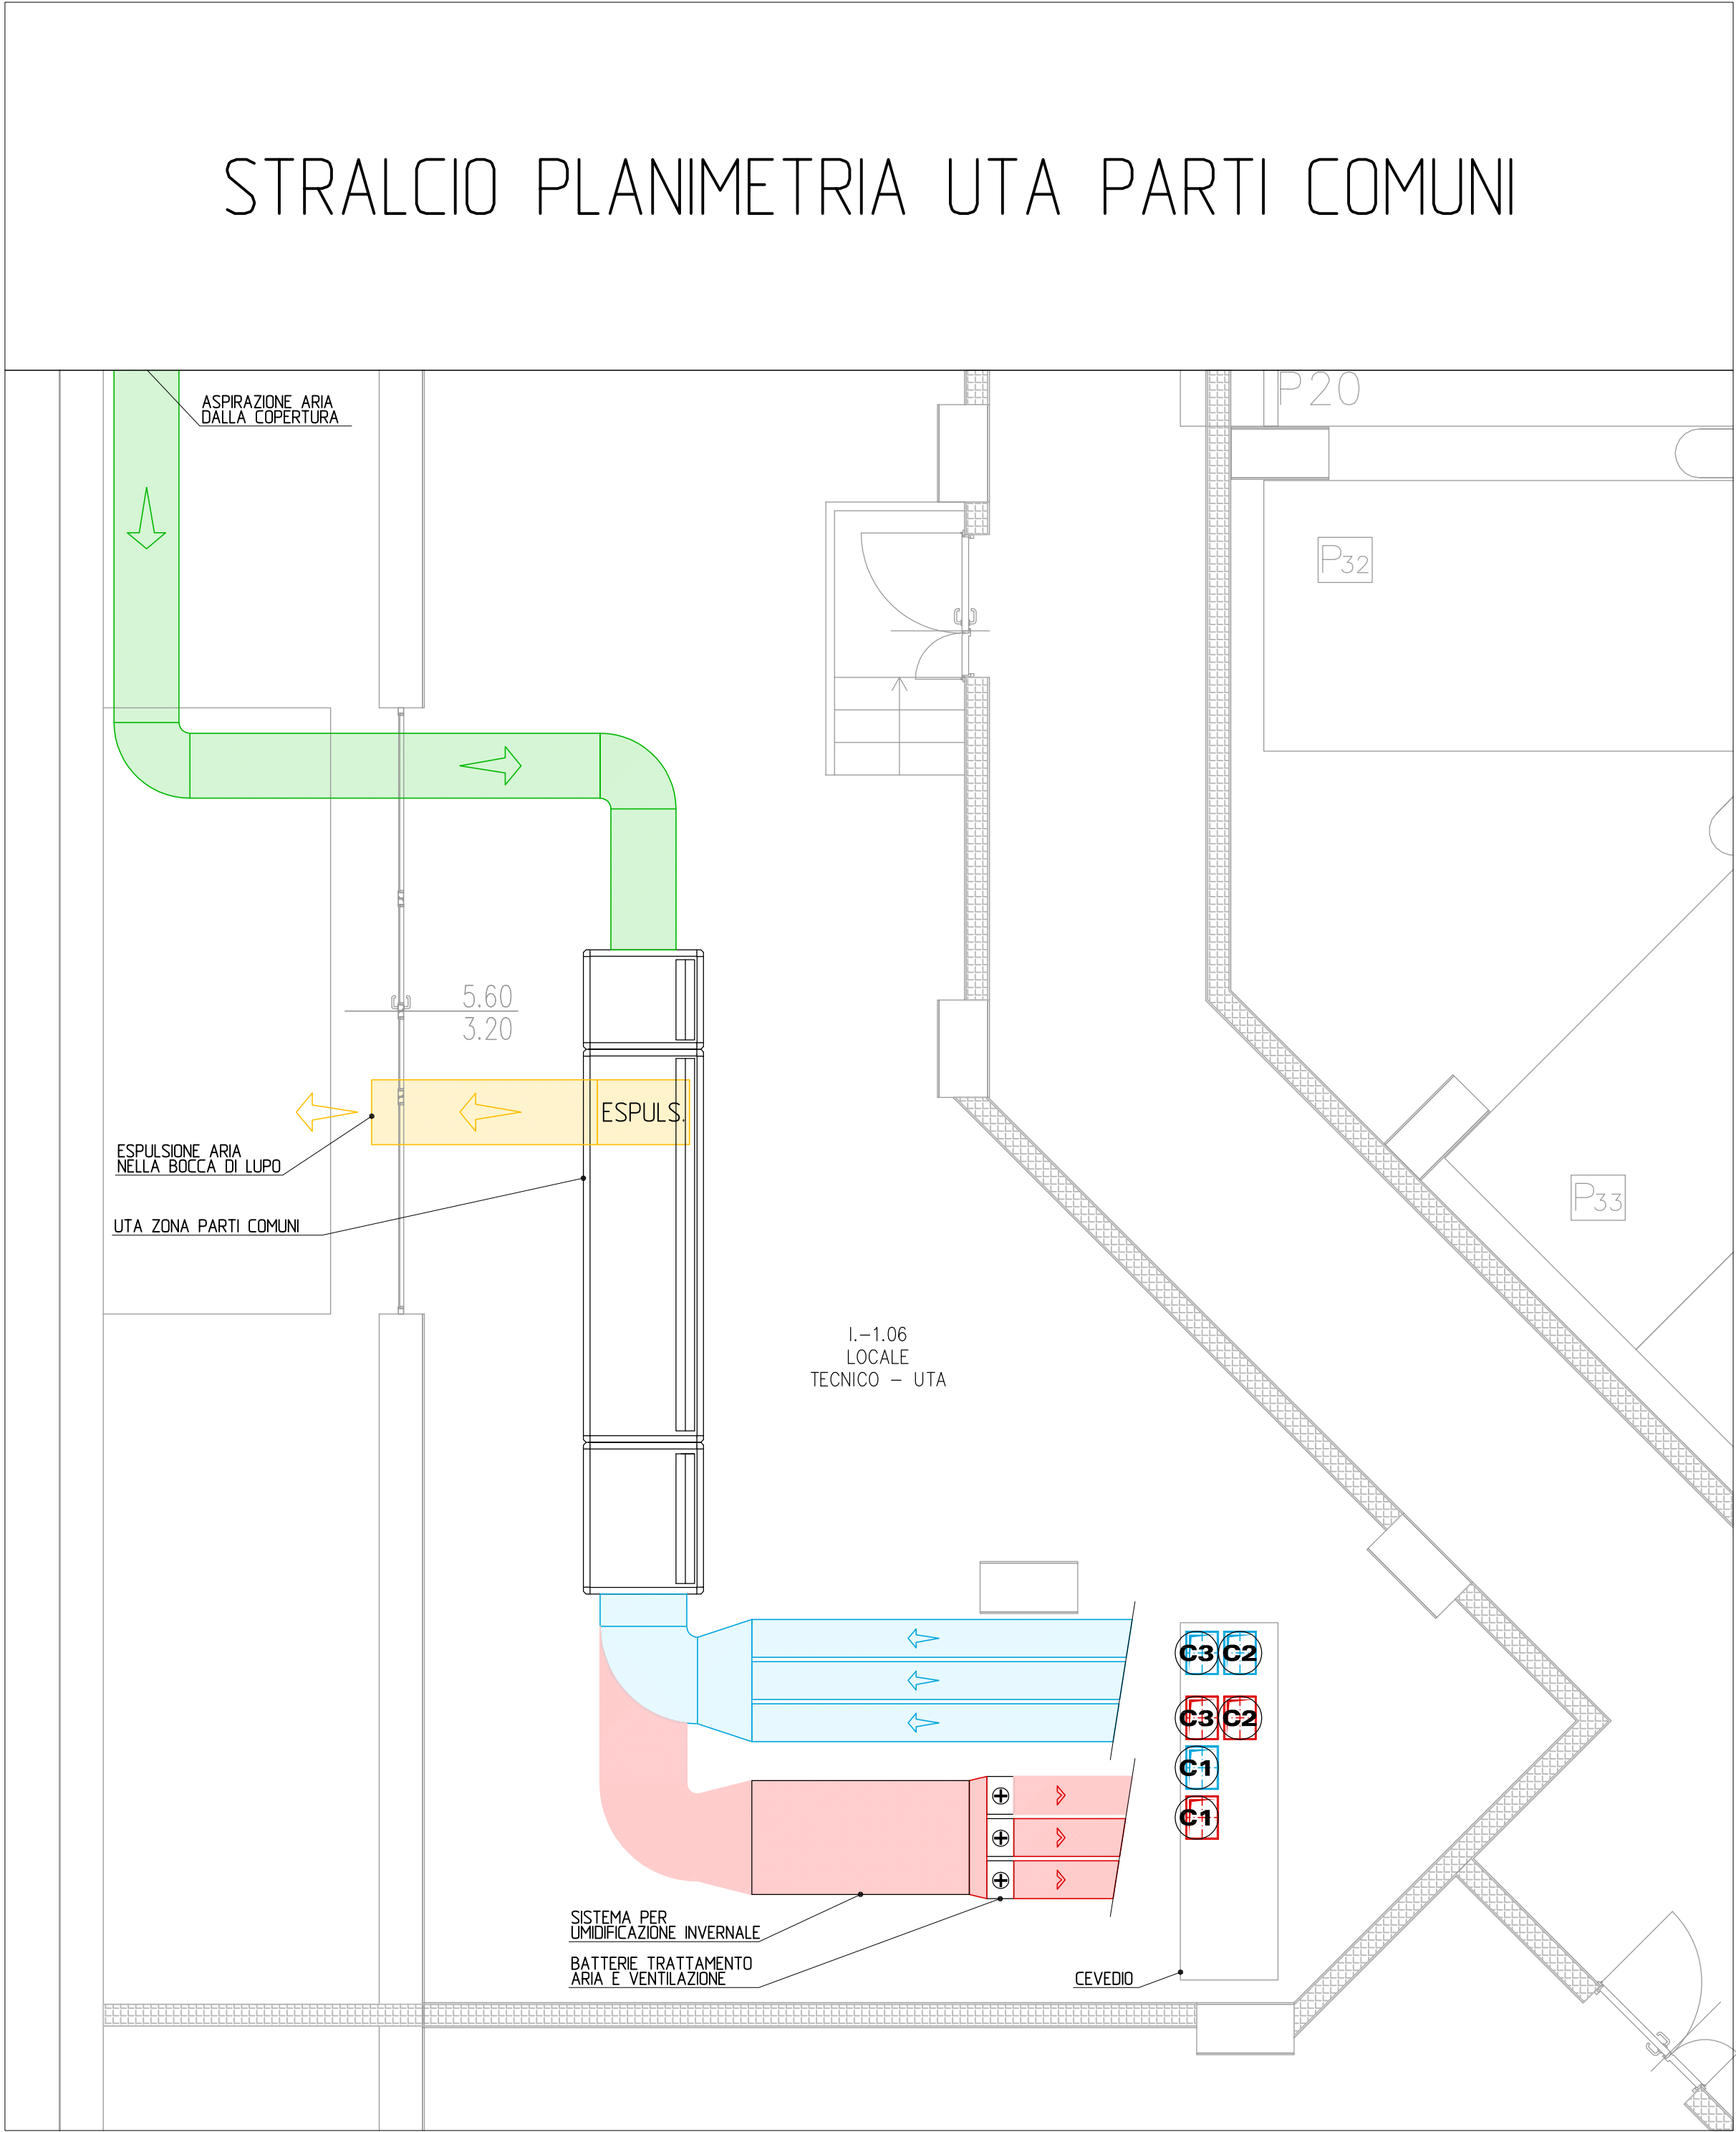 STRALCIO PLANIMETRIA UTA PARTI COMUNI
ASPIRAZIONE ARIA
DALLA COPERTURA
P20
P32
5.60
3.20
ESPULS.
ESPULSIONE ARIA
NELLA BOCCA DI LUPO
UTA ZONA PARTI COMUNI
P33
I.-1.06
LOCALE
TECNICO - UTA
C3 C2
C3 C2
C1
C1
SISTEMA PER
UMIDIFICAZIONE INVERNALE
BATTERIE TRATTAMENTO
ARIA E VENTILAZIONE
CEVEDIO